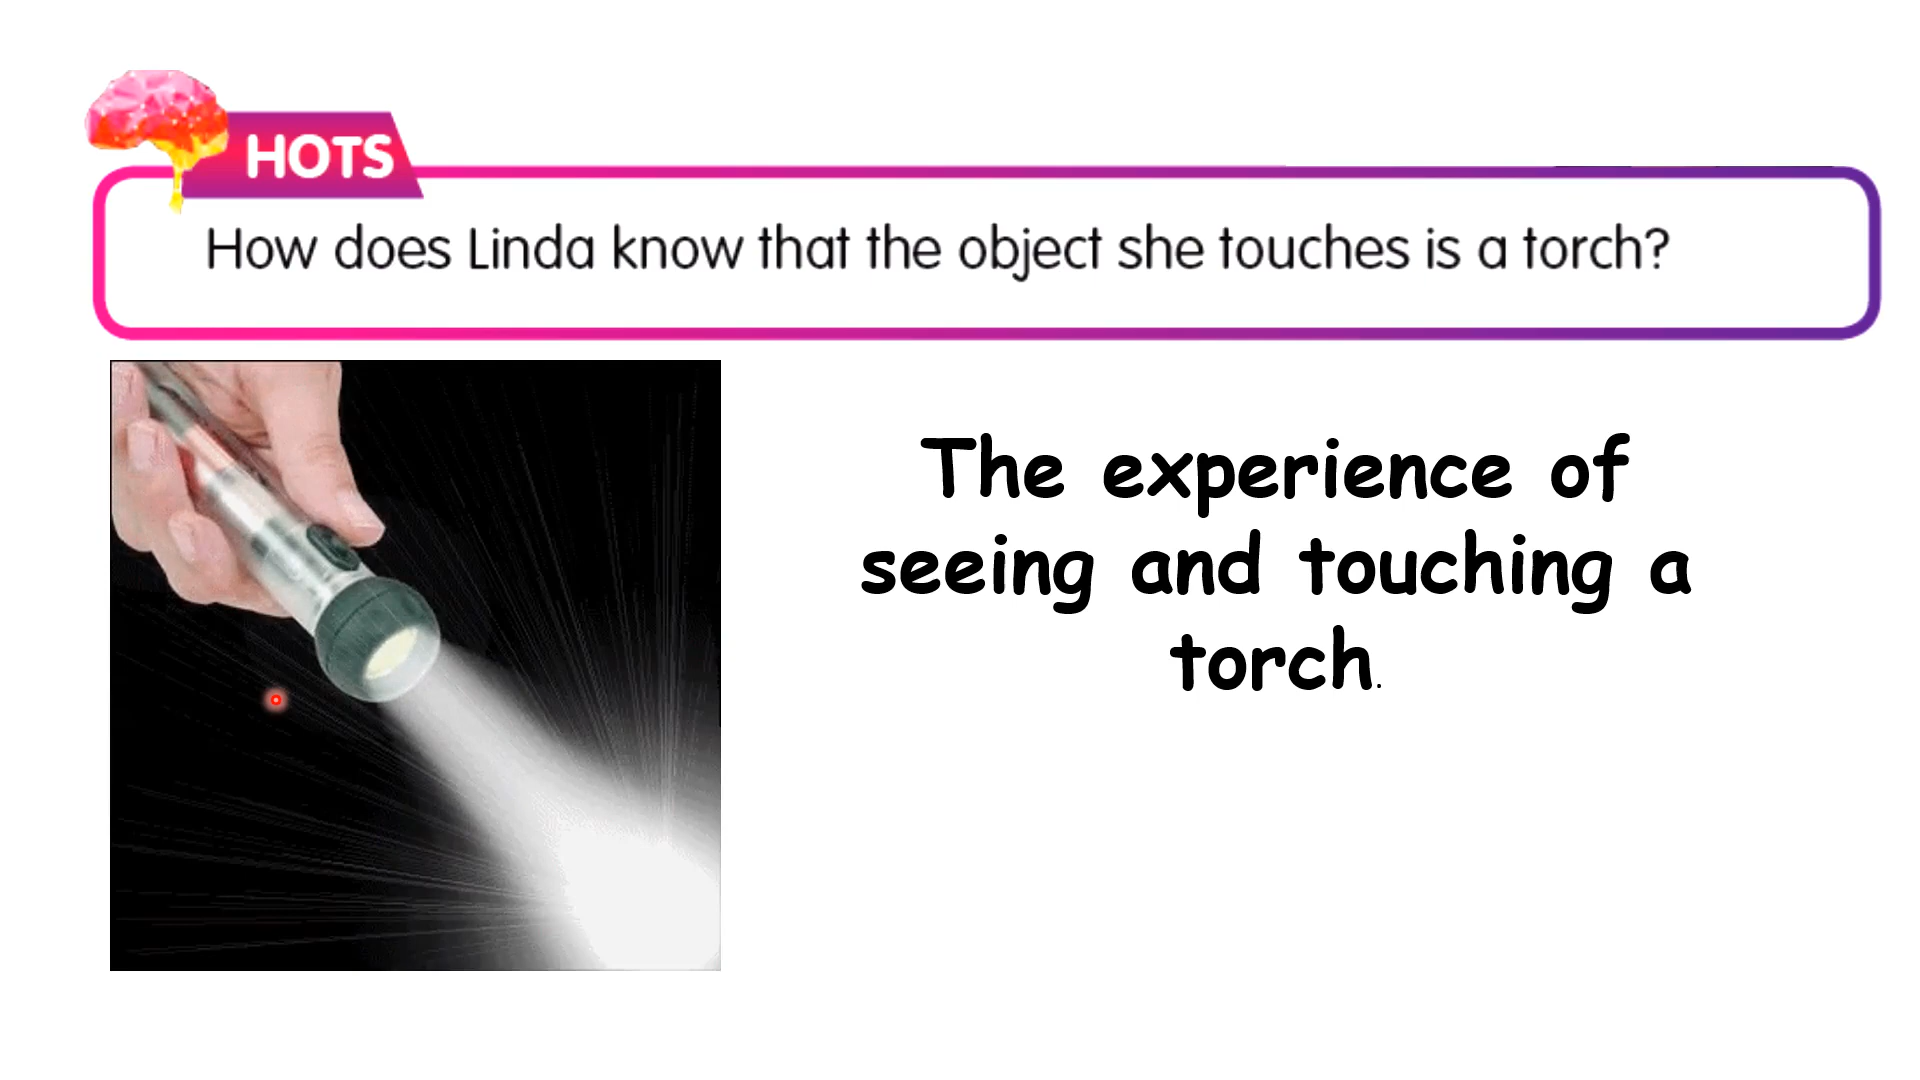 HOTS
How does Linda know that the object she touches is a torch?
The experience of
seeing and touching a
torch.